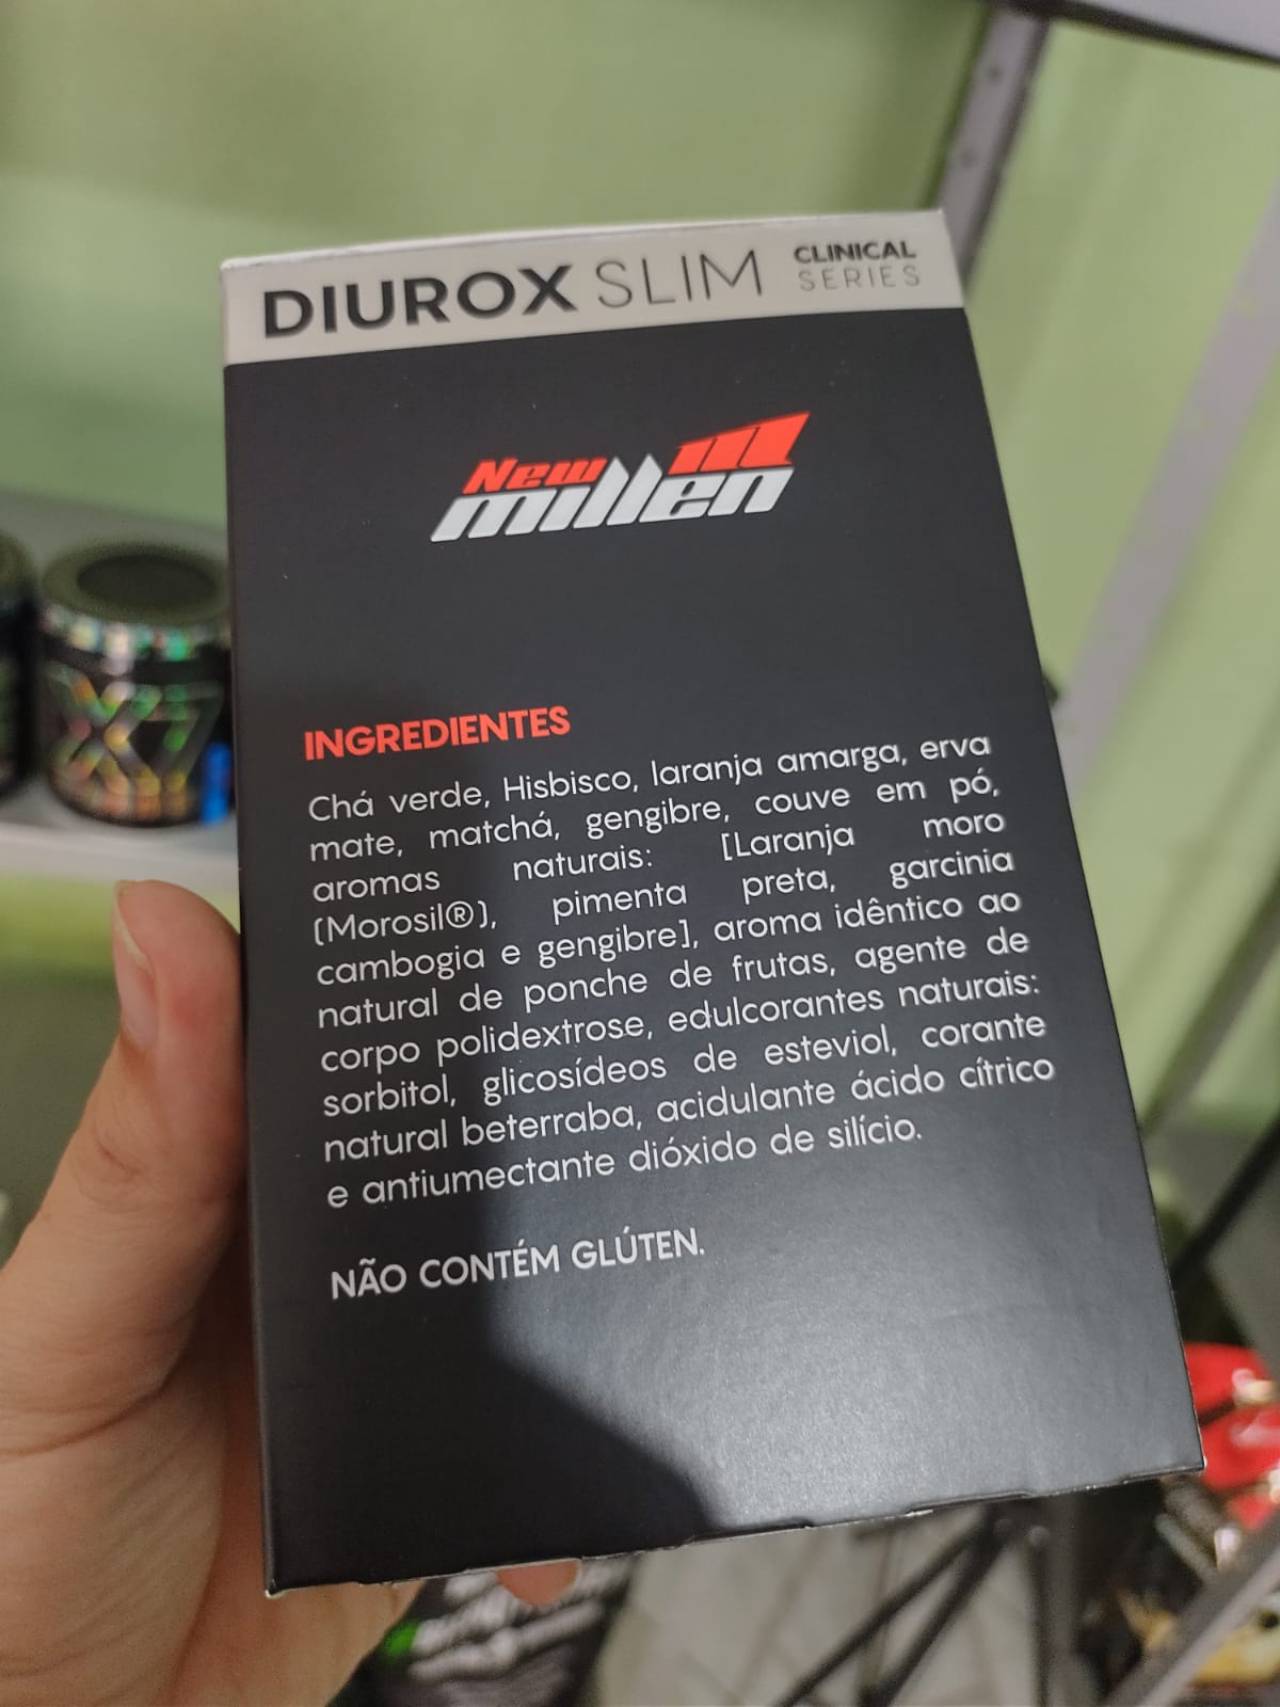 DIUROX SLIM CLINICAL
SERIES
New
millen
X7
INGREDIENTES
Chá verde, Hisbisco, laranja amarga, erva
mate, matchá, gengibre, couve em pó,
aromas naturais: [Laranja moro
(Morosil®), pimenta preta, garcinia
cambogia e gengibre], aroma idêntico ao
natural de ponche de frutas, agente de
corpo polidextrose, edulcorantes naturais:
sorbitol, glicosídeos de esteviol, corante
natural beterraba, acidulante ácido cítrico
e antiumectante dióxido de silício.
NÃO CONTÉM GLÚTEN.